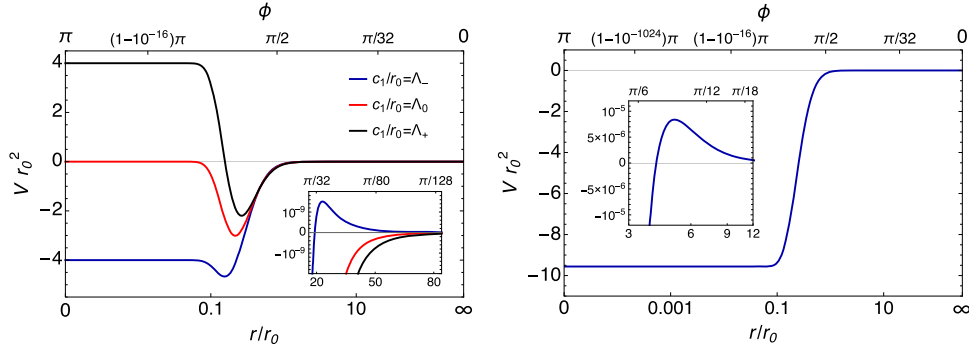 ϕ
π (1−10⁻¹⁶)π π/2 π/32 0
4
2
0
−2
−4
V r₀²
c₁/r₀=Λ₋
c₁/r₀=Λ₀
c₁/r₀=Λ₊
π/32 π/80 π/128
10⁻⁹
0
−10⁻⁹
20 50 80
0 0.1 10 ∞
r/r₀
ϕ
π (1−10⁻¹⁰²⁴)π (1−10⁻¹⁶)π π/2 π/32 0
0
−2
−4
−6
−8
−10
V r₀²
π/6 π/12 π/18
10⁻⁵
5×10⁻⁶
0
−5×10⁻⁶
−10⁻⁵
3 6 9 12
0 0.001 0.1 10 ∞
r/r₀